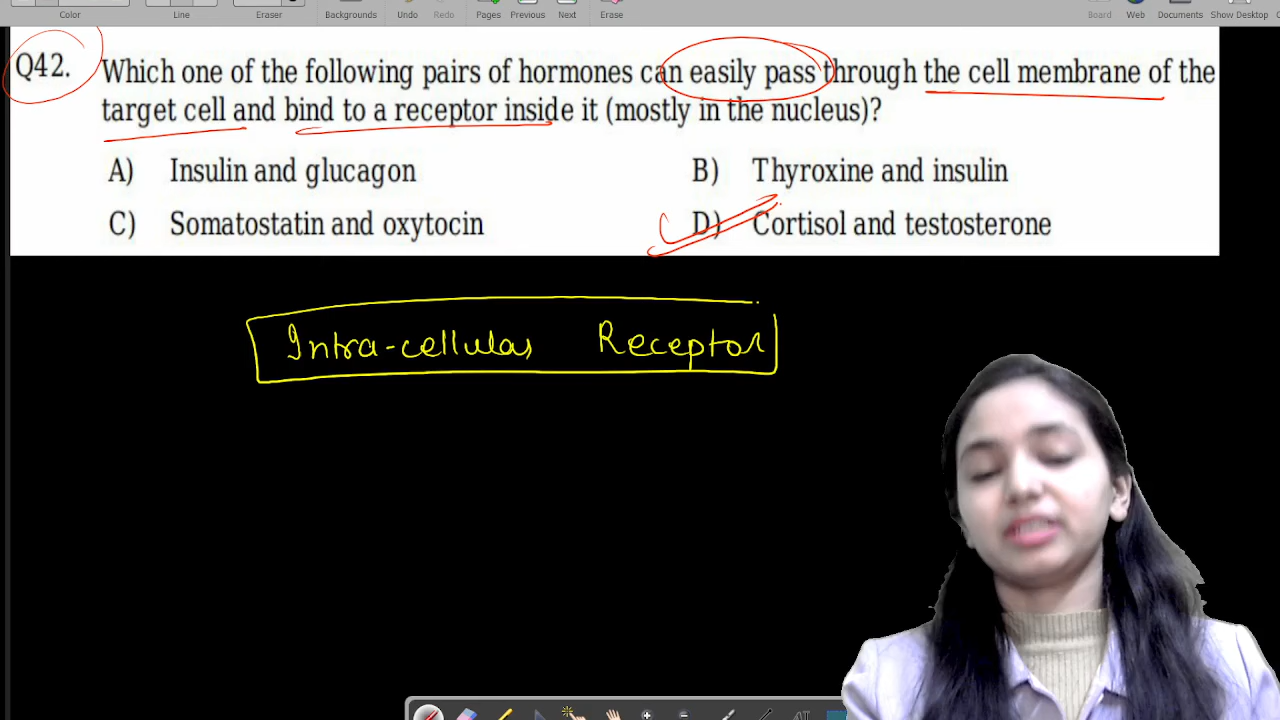 Color Line Eraser Backgrounds Undo Redo Pages Previous Next Erase Board Web Documents Show Desktop
Q42. Which one of the following pairs of hormones can easily pass through the cell membrane of the
target cell and bind to a receptor inside it (mostly in the nucleus)?
A) Insulin and glucagon B) Thyroxine and insulin
C) Somatostatin and oxytocin D) Cortisol and testosterone
Intra-cellular Receptor